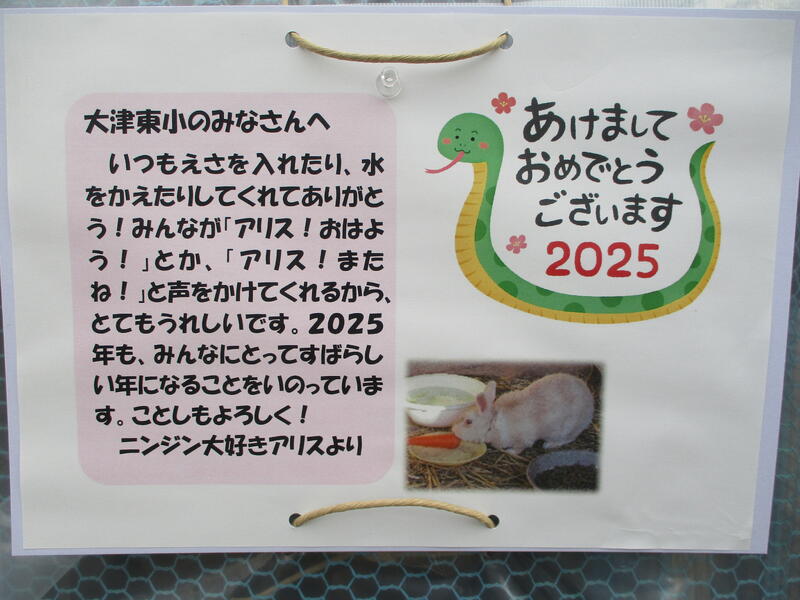 大津東小のみなさんへ
いつもえさを入れたり、水
をかえたりしてくれてありがと
う！みんなが「アリス！おはよ
う！」とか、「アリス！また
ね！」と声をかけてくれるから、
とてもうれしいです。２０２５
年も、みんなにとってすばらし
い年になることをいのっていま
す。ことしもよろしく！
ニンジン大好きアリスより
あけまして
おめでとう
ございます
2025